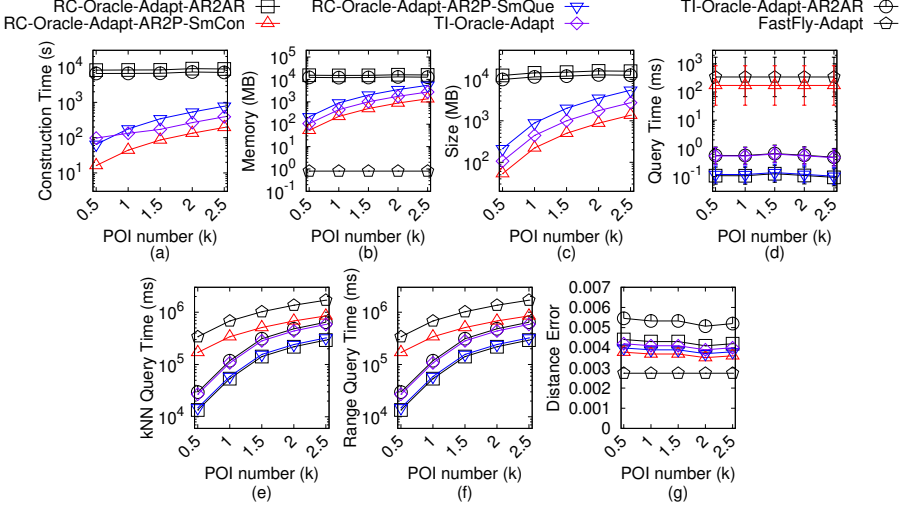 RC-Oracle-Adapt-AR2AR RC-Oracle-Adapt-AR2P-SmQue TI-Oracle-Adapt-AR2AR
RC-Oracle-Adapt-AR2P-SmCon TI-Oracle-Adapt FastFly-Adapt
Construction Time (s)
10^4
10^3
10^2
10^1
0.5 1 1.5 2 2.5
POI number (k)
(a)
Memory (MB)
10^5
10^4
10^3
10^2
10^1
10^0
10^-1
0.5 1 1.5 2 2.5
POI number (k)
(b)
Size (MB)
10^4
10^3
10^2
0.5 1 1.5 2 2.5
POI number (k)
(c)
Query Time (ms)
10^3
10^2
10^0
10^-1
0.5 1 1.5 2 2.5
POI number (k)
(d)
kNN Query Time (ms)
10^6
10^5
10^4
0.5 1 1.5 2 2.5
POI number (k)
(e)
Range Query Time (ms)
10^6
10^5
10^4
0.5 1 1.5 2 2.5
POI number (k)
(f)
Distance Error
0.007
0.006
0.005
0.004
0.003
0.002
0.001
0
0.5 1 1.5 2 2.5
POI number (k)
(g)